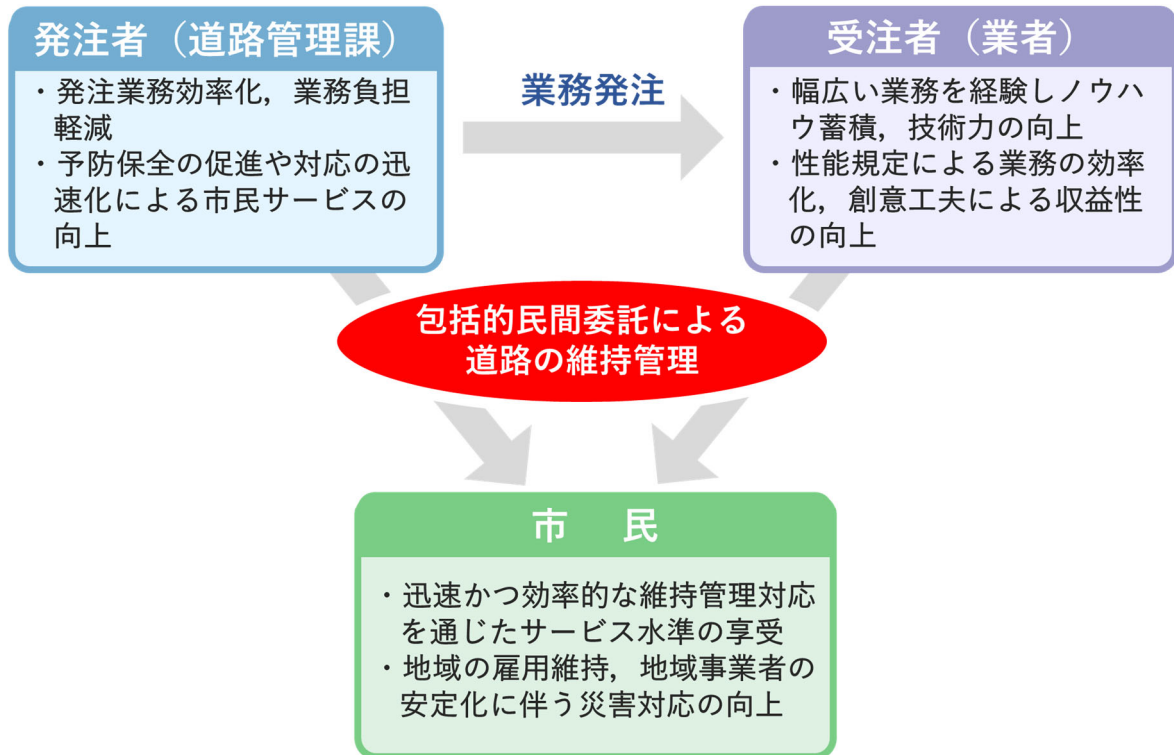 発注者（道路管理課）
・発注業務効率化，業務負担
軽減
・予防保全の促進や対応の迅
速化による市民サービスの
向上
業務発注
受注者（業者）
・幅広い業務を経験しノウハ
ウ蓄積，技術力の向上
・性能規定による業務の効率
化，創意工夫による収益性
の向上
包括的民間委託による
道路の維持管理
市　民
・迅速かつ効率的な維持管理対応
を通じたサービス水準の享受
・地域の雇用維持，地域事業者の
安定化に伴う災害対応の向上